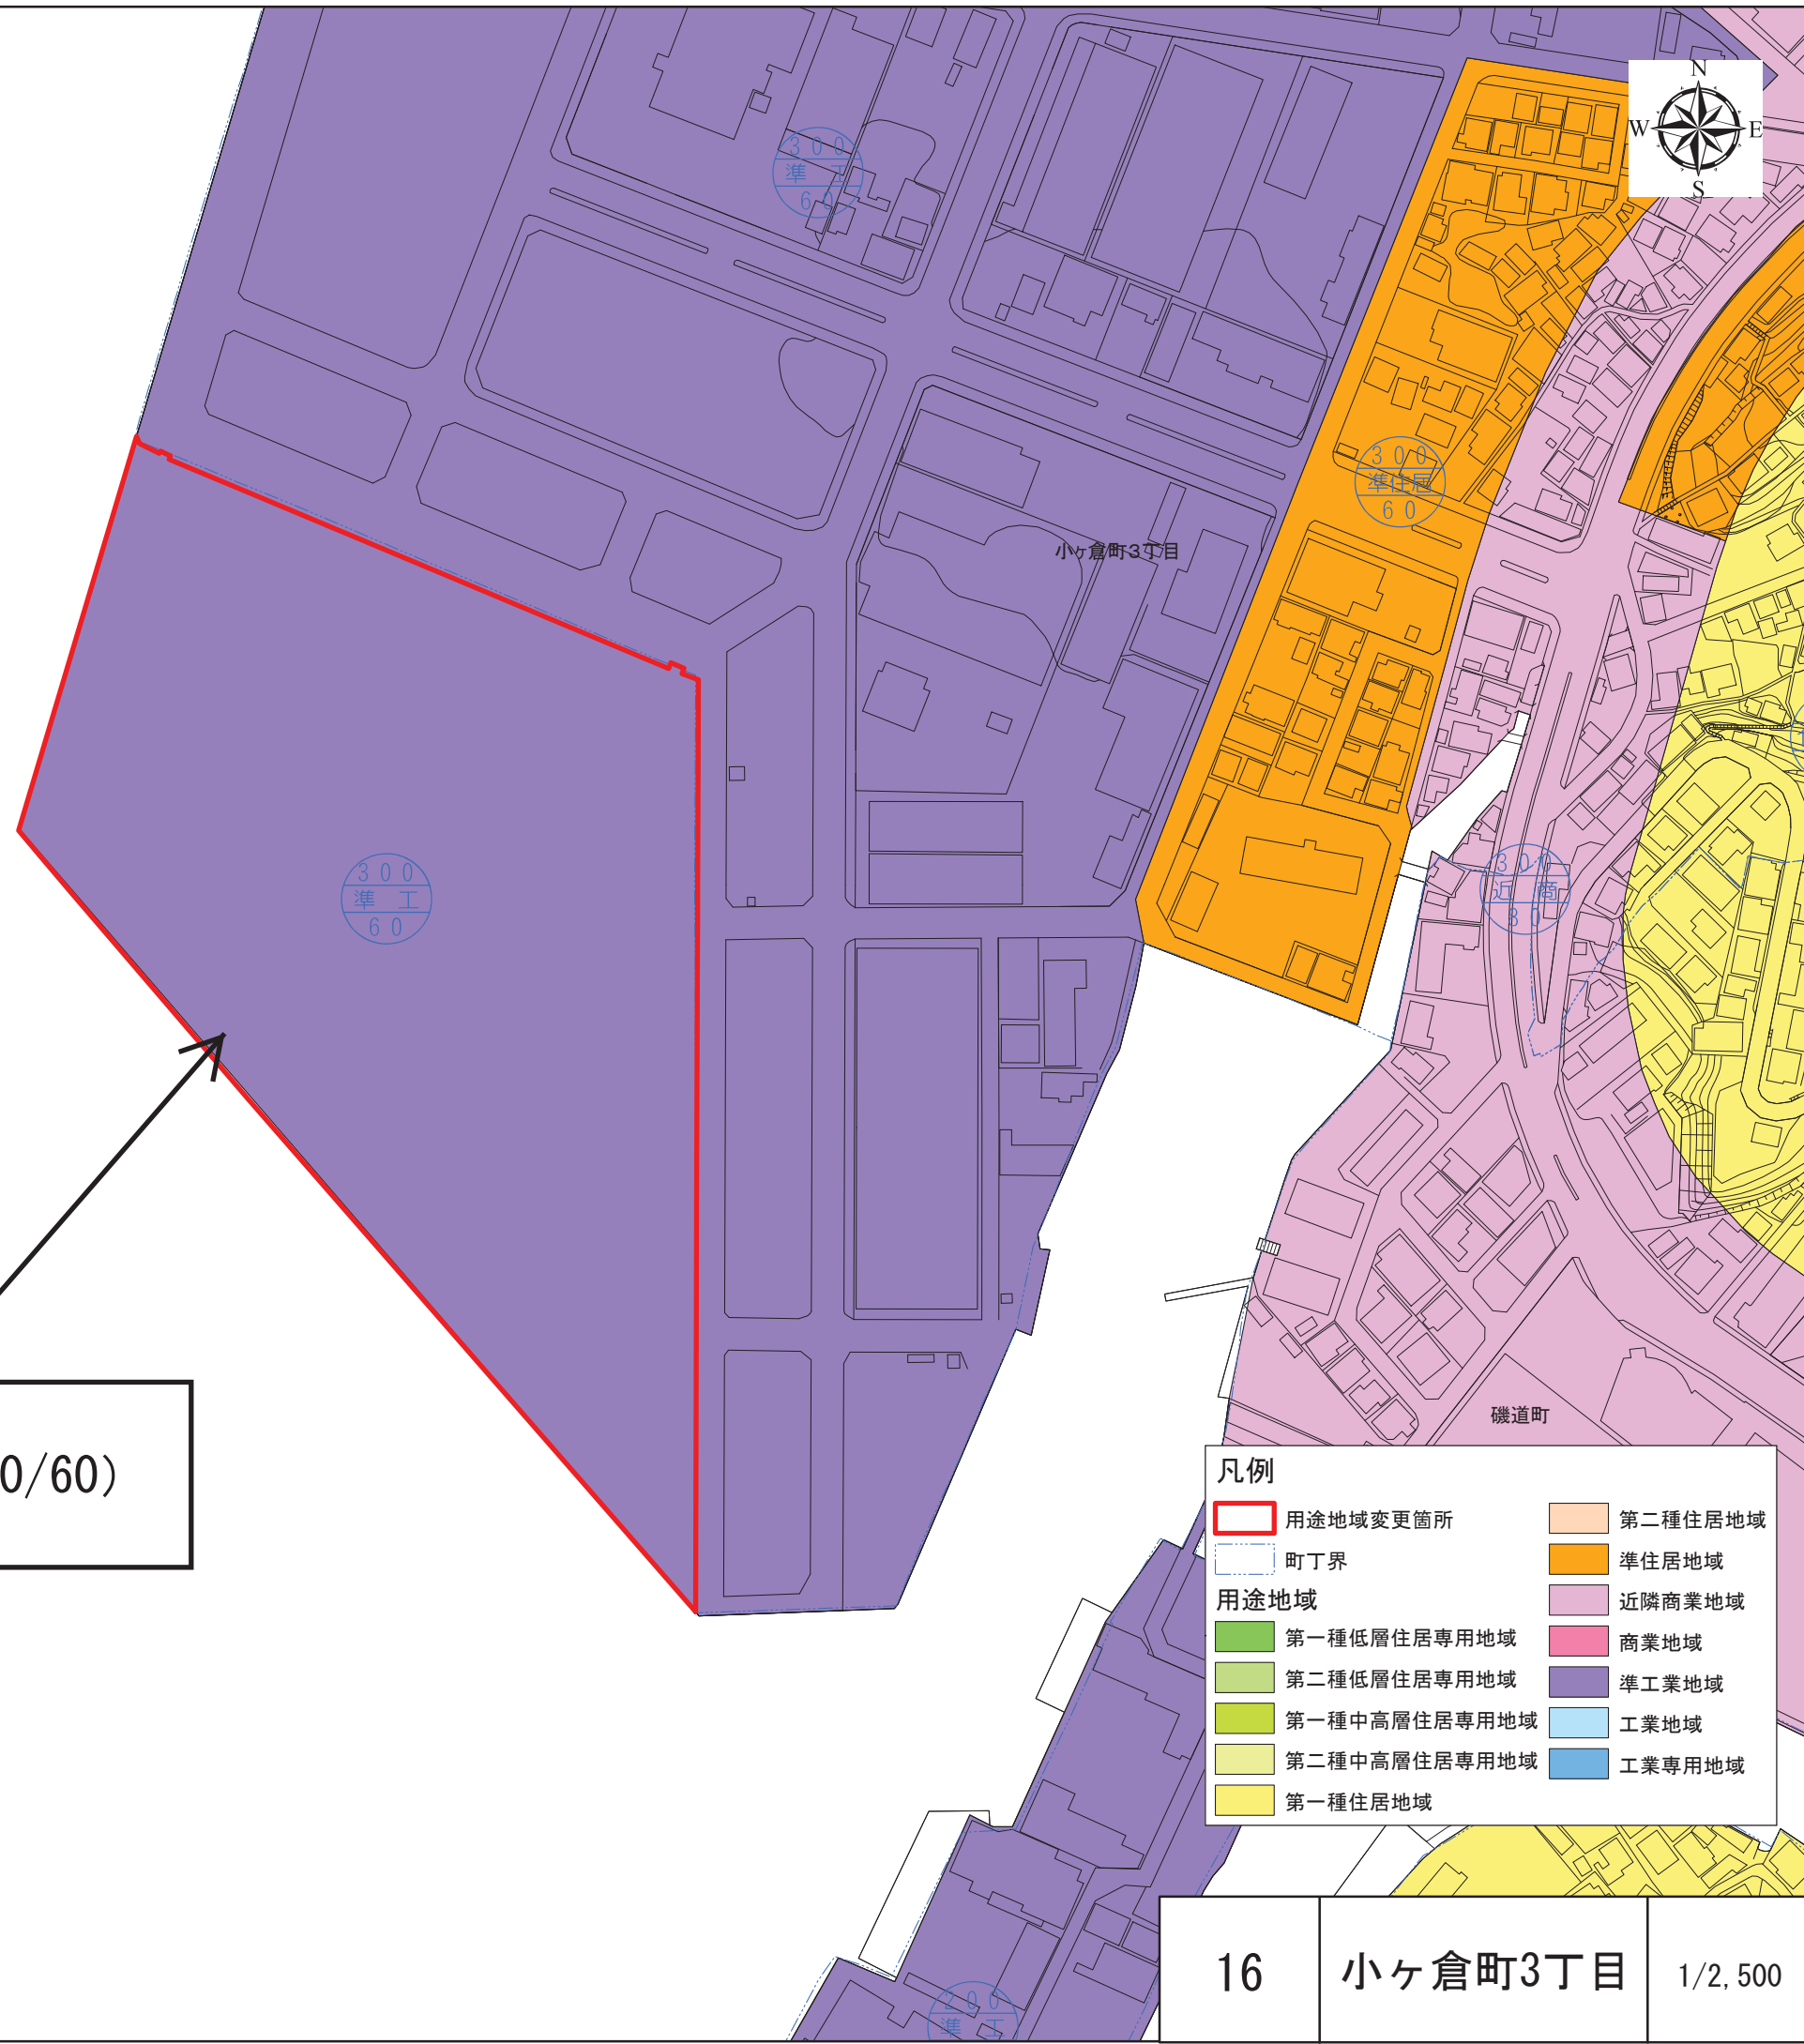 N
W E
S
300
準 工
60
300
準住居
60
小ヶ倉町3丁目
300
準 工
60
300
近 商
80
0/60)
磯道町
凡例
用途地域変更箇所
町丁界
用途地域
第一種低層住居専用地域
第二種低層住居専用地域
第一種中高層住居専用地域
第二種中高層住居専用地域
第一種住居地域
第二種住居地域
準住居地域
近隣商業地域
商業地域
準工業地域
工業地域
工業専用地域
200
準 工
16 小ヶ倉町3丁目 1/2,500